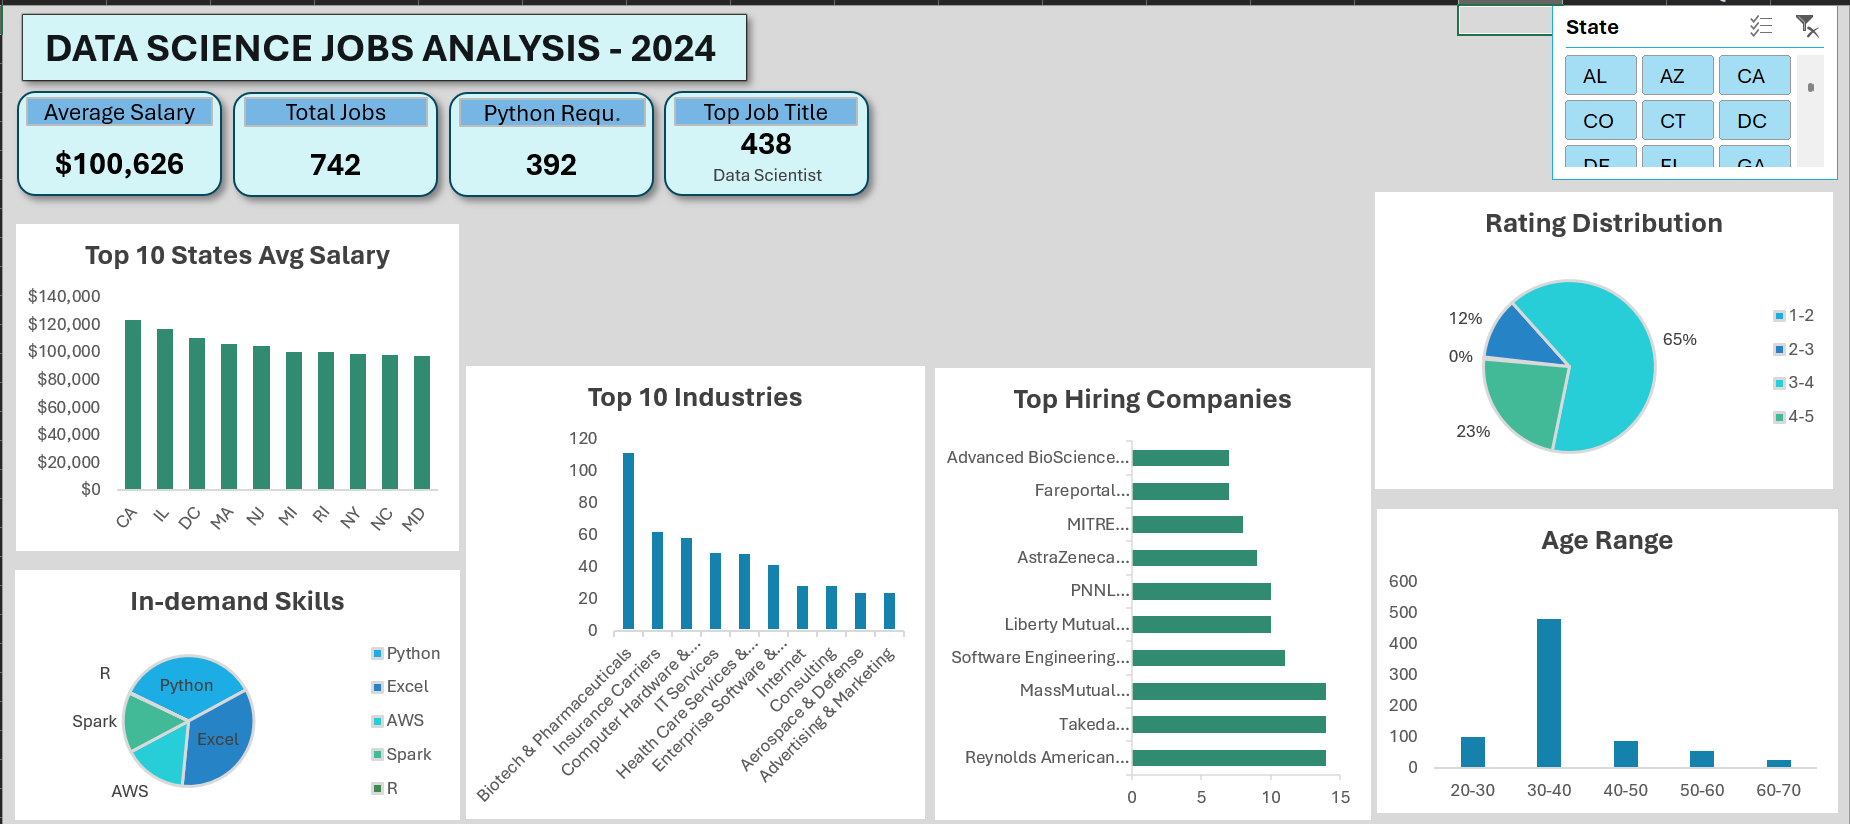 DATA SCIENCE JOBS ANALYSIS - 2024
State
AL AZ CA
CO CT DC
DE FL GA
Average Salary
$100,626
Total Jobs
742
Python Requ.
392
Top Job Title
438
Data Scientist
Top 10 States Avg Salary
$140,000
$120,000
$100,000
$80,000
$60,000
$40,000
$20,000
$0
CA IL DC MA NJ MI RI NY NC MD
In-demand Skills
R
Python
Spark
Excel
AWS
Python
Excel
AWS
Spark
R
Top 10 Industries
120
100
80
60
40
20
0
Biotech & Pharmaceuticals
Insurance Carriers
Computer Hardware &...
IT Services
Health Care Services &...
Enterprise Software &...
Internet
Consulting
Aerospace & Defense
Advertising & Marketing
Top Hiring Companies
Advanced BioScience...
Fareportal...
MITRE...
AstraZeneca...
PNNL...
Liberty Mutual...
Software Engineering...
MassMutual...
Takeda...
Reynolds American...
0 5 10 15
Rating Distribution
12%
65%
0%
23%
1-2
2-3
3-4
4-5
Age Range
600
500
400
300
200
100
0
20-30 30-40 40-50 50-60 60-70